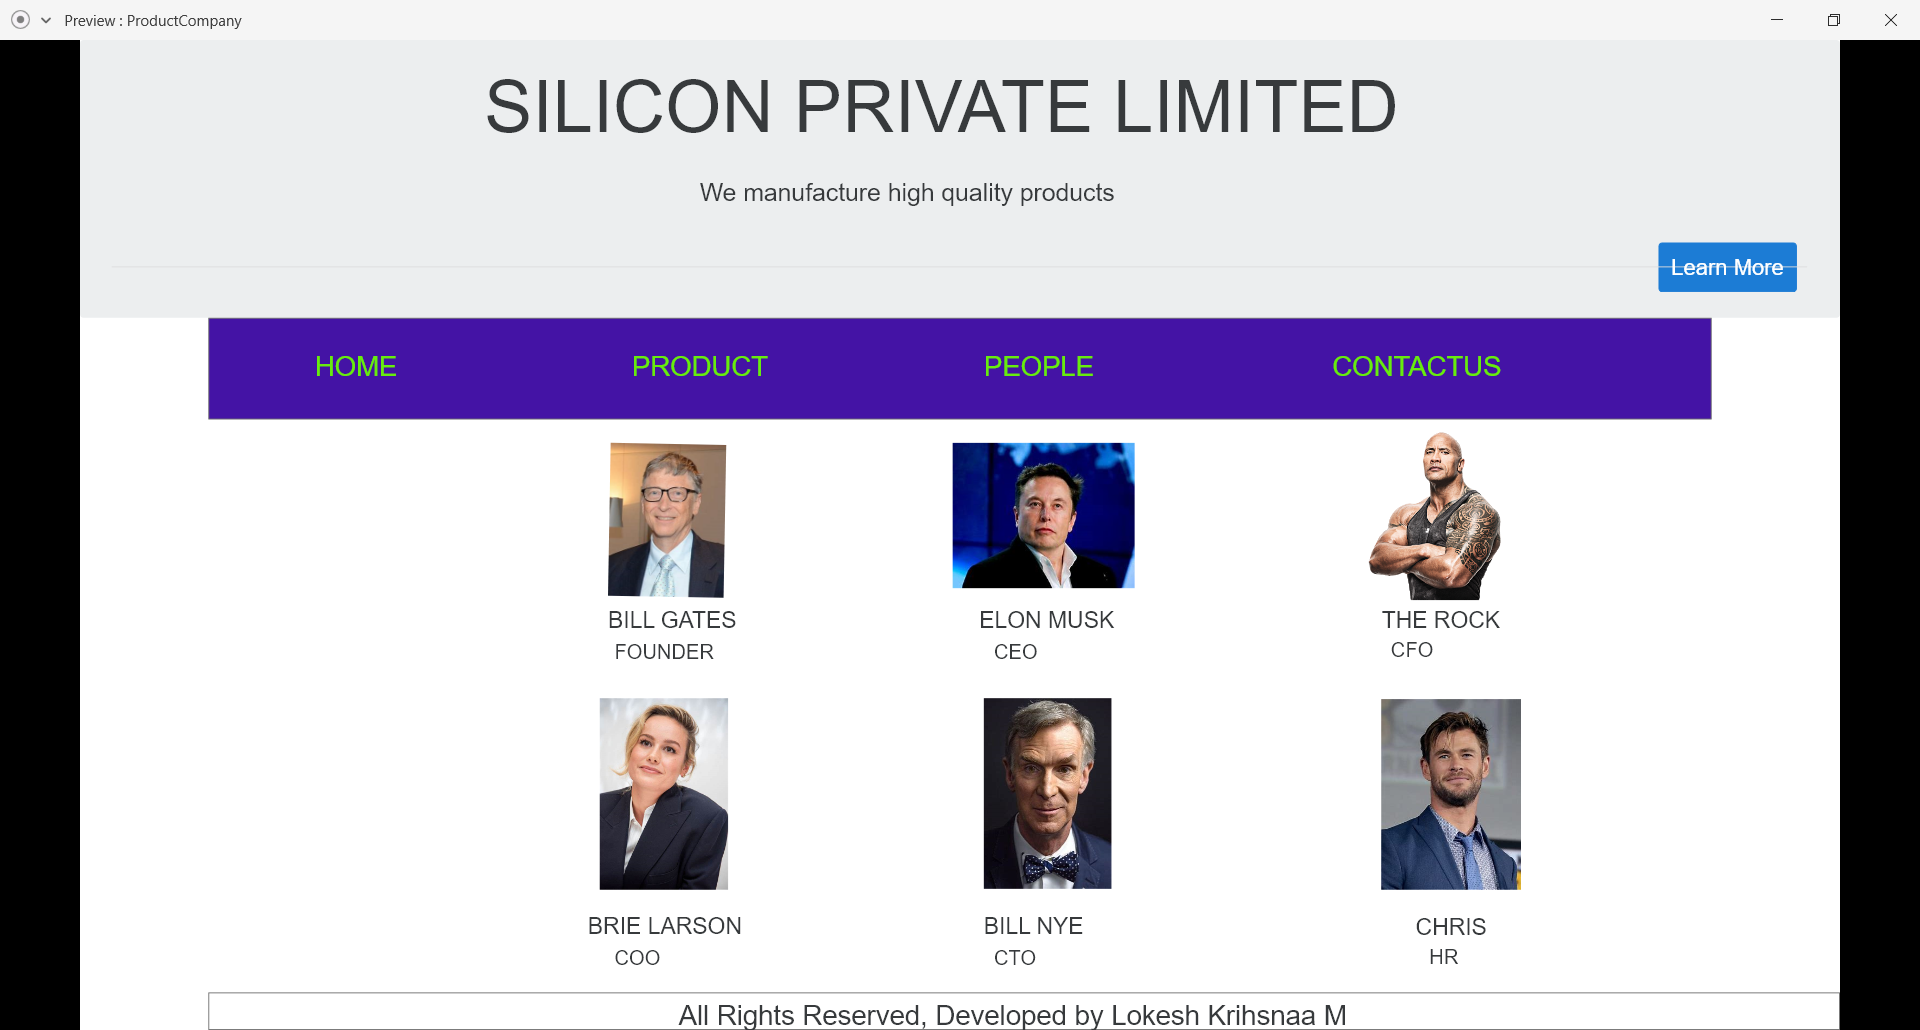 Preview : ProductCompany
SILICON PRIVATE LIMITED
We manufacture high quality products
Learn More
HOME PRODUCT PEOPLE CONTACTUS
BILL GATES ELON MUSK THE ROCK
FOUNDER CEO CFO
BRIE LARSON BILL NYE CHRIS
COO CTO HR
All Rights Reserved, Developed by Lokesh Krihsnaa M